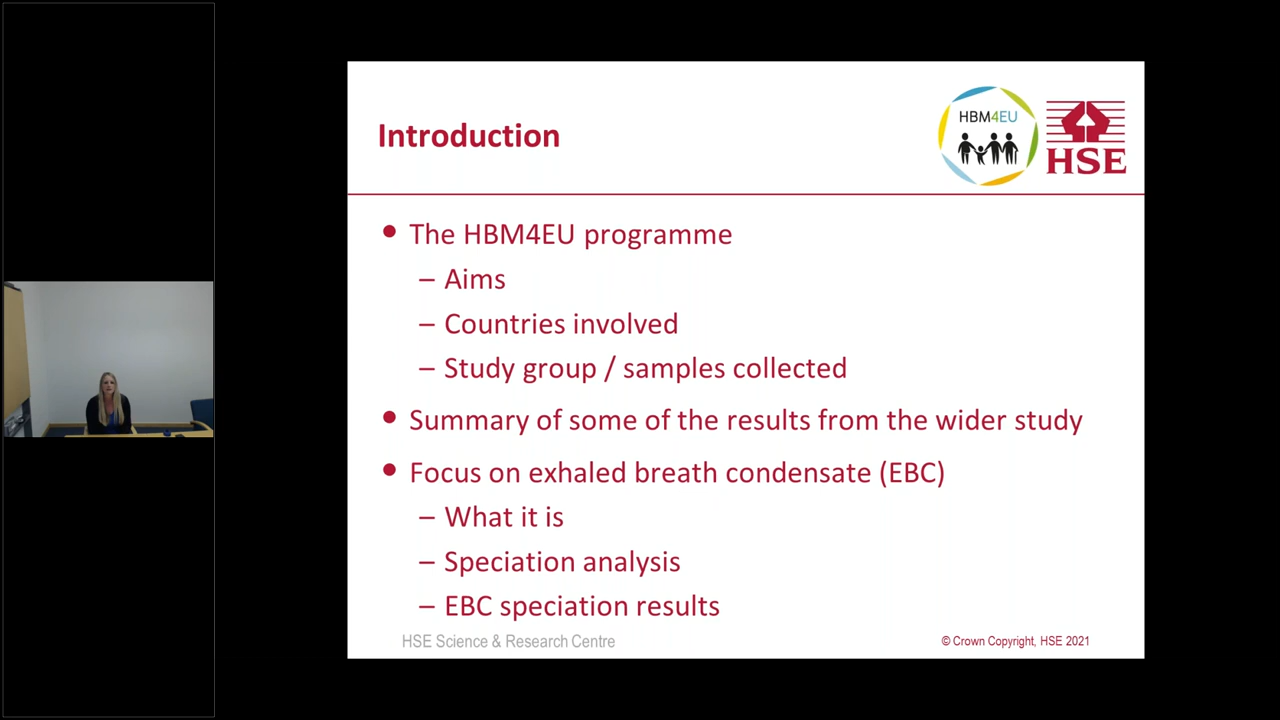 Introduction
HBM4EU
HSE
• The HBM4EU programme
– Aims
– Countries involved
– Study group / samples collected
• Summary of some of the results from the wider study
• Focus on exhaled breath condensate (EBC)
– What it is
– Speciation analysis
– EBC speciation results
HSE Science & Research Centre
© Crown Copyright, HSE 2021